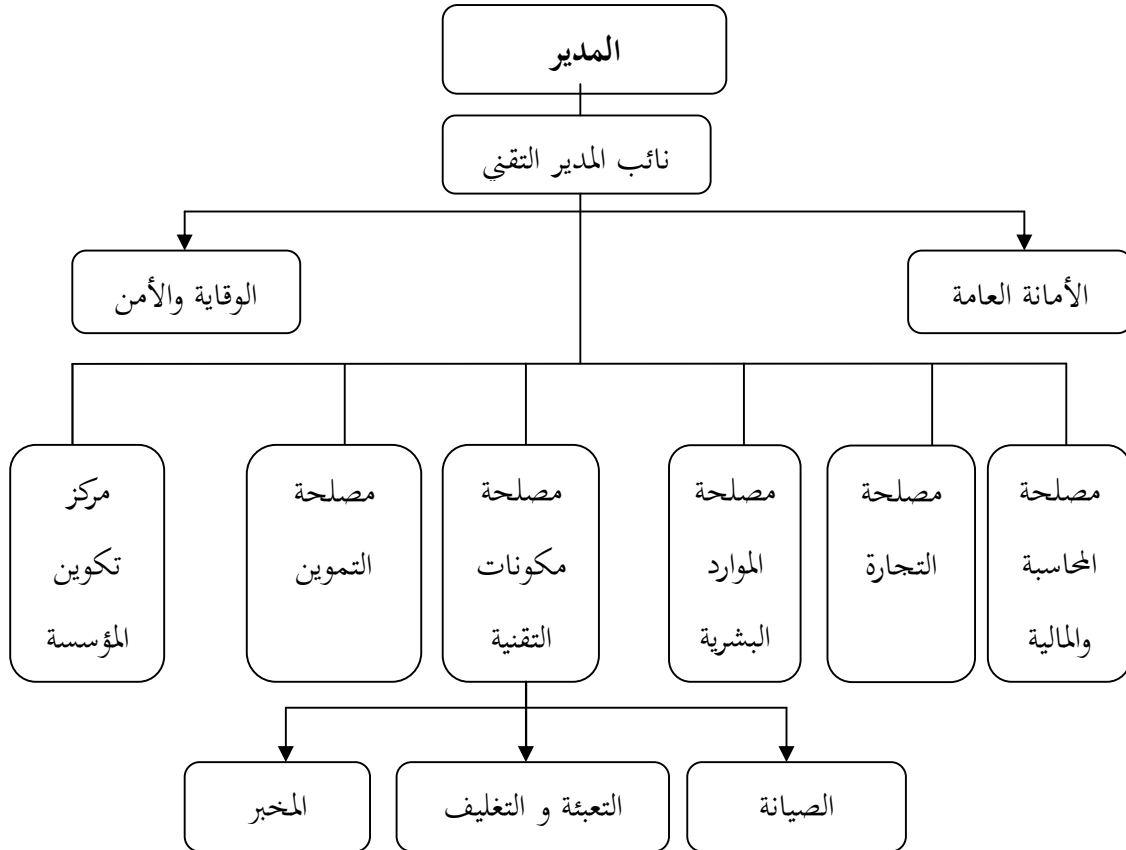 المدير
نائب المدير التقني
الأمانة العامة
الوقاية والأمن
مصلحة
المحاسبة
والمالية
مصلحة
التجارة
مصلحة
الموارد
البشرية
مصلحة
مكونات
التقنية
مصلحة
التموين
مركز
تكوين
المؤسسة
الصيانة
التعبئة و التغليف
المخبر